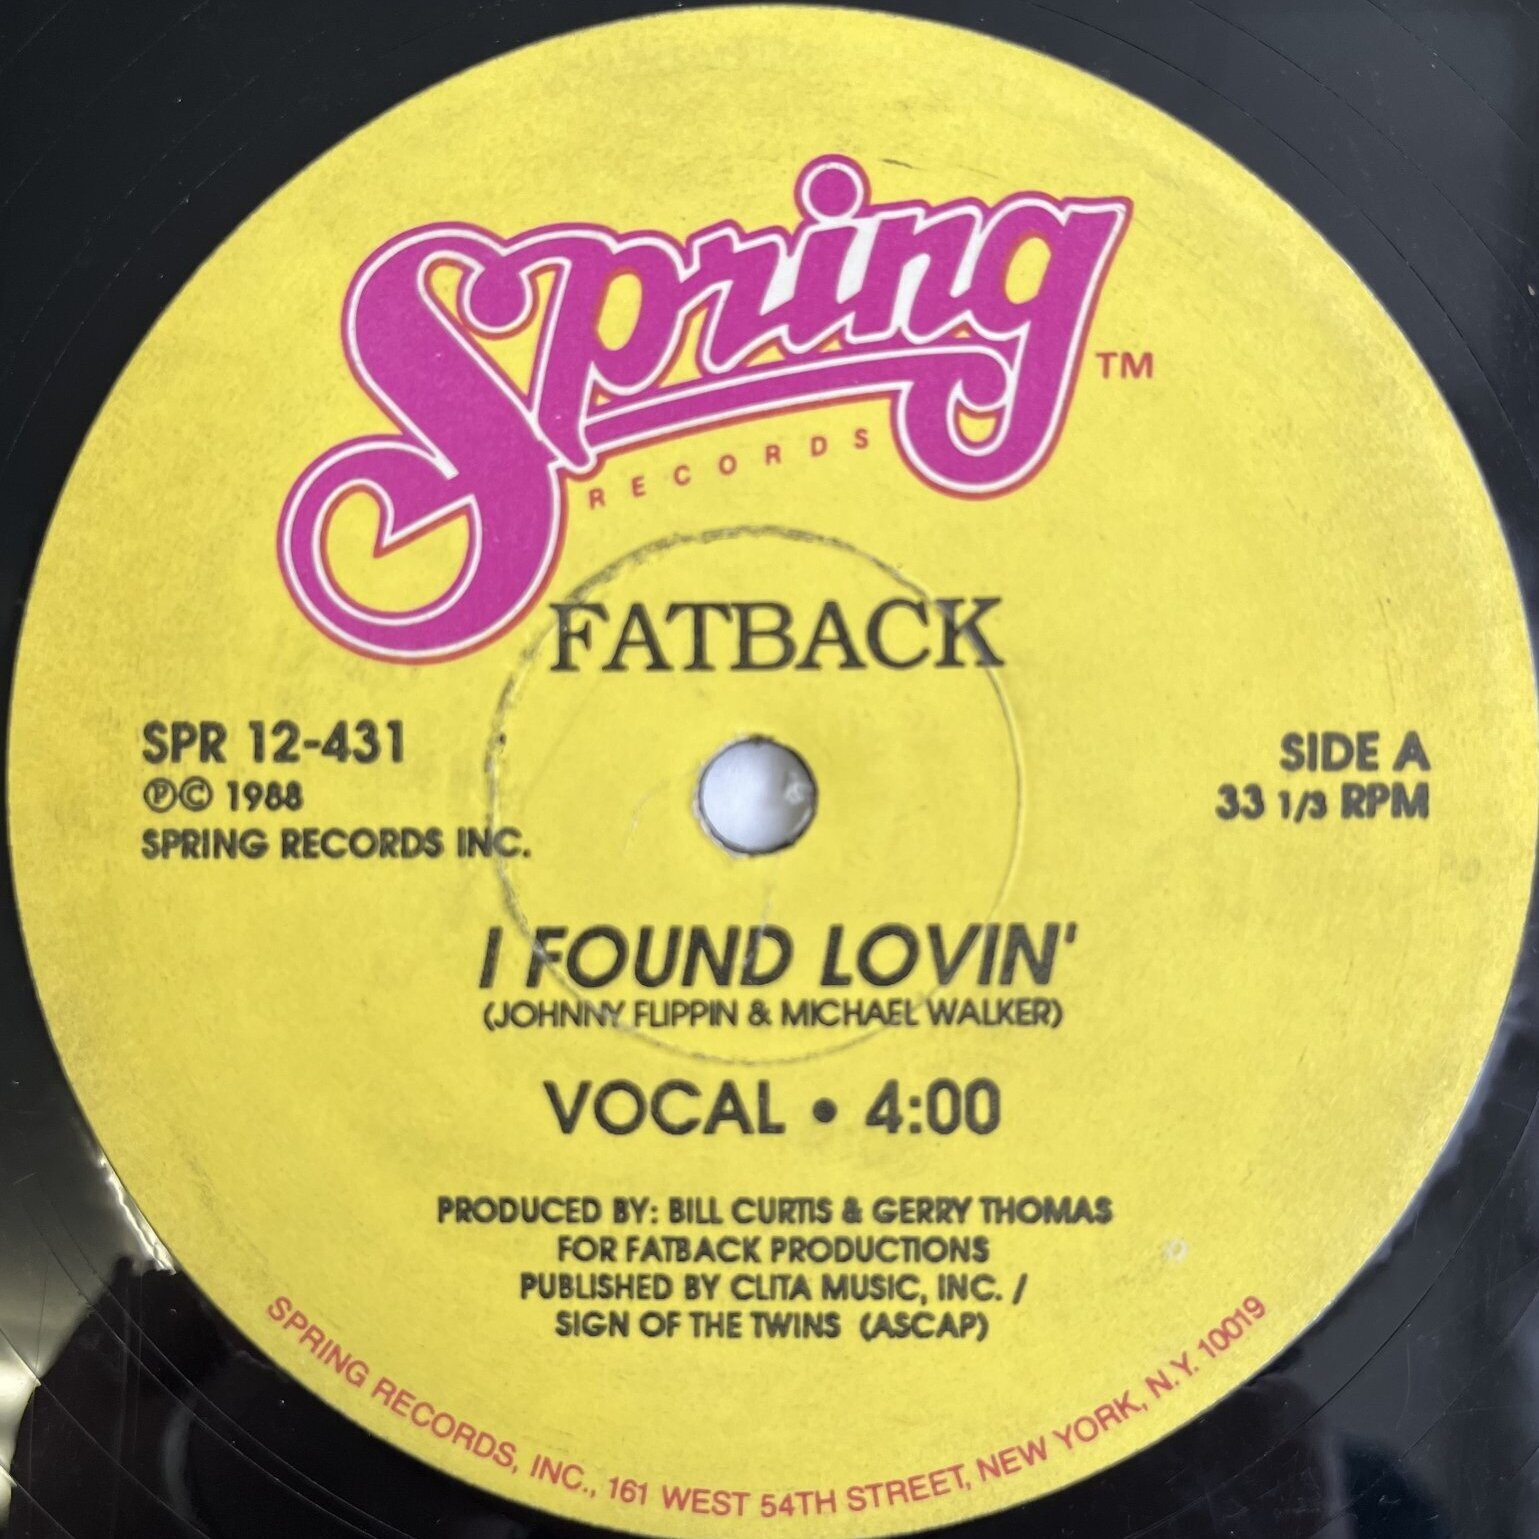 Spring TM
RECORDS
FATBACK
SPR 12-431
℗© 1988
SPRING RECORDS INC.
SIDE A
33 1/3 RPM
I FOUND LOVIN'
(JOHNNY FLIPPIN & MICHAEL WALKER)
VOCAL • 4:00
PRODUCED BY: BILL CURTIS & GERRY THOMAS
FOR FATBACK PRODUCTIONS
PUBLISHED BY CLITA MUSIC, INC. /
SIGN OF THE TWINS (ASCAP)
SPRING RECORDS, INC., 161 WEST 54TH STREET, NEW YORK, N.Y. 10019